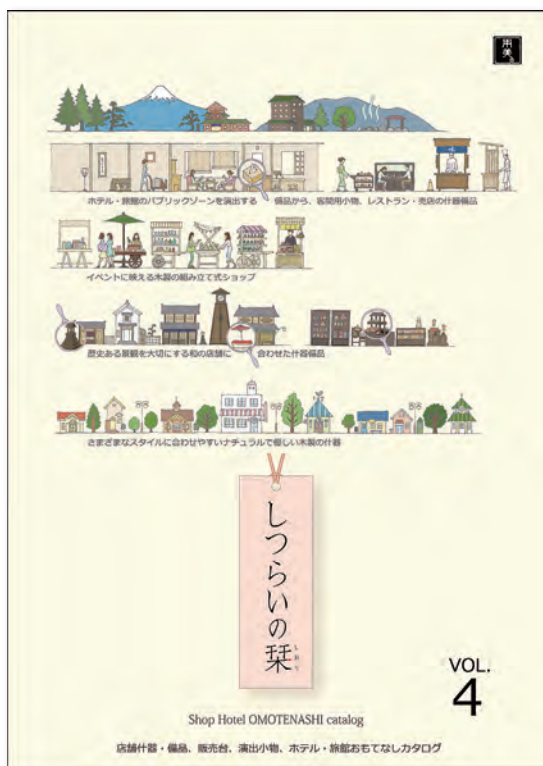 用美
ホテル・旅館のパブリックゾーンを演出する 備品から、客間用小物、レストラン・売店の什器備品
イベントに映える木製の組み立て式ショップ
歴史ある景観を大切にする和の店舗に 合わせた什器備品
さまざまなスタイルに合わせやすいナチュラルで優しい木製の什器
しつらいの栞
しおり
VOL.
4
Shop Hotel OMOTENASHI catalog
店舗什器・備品、販売台、演出小物、ホテル・旅館おもてなしカタログ